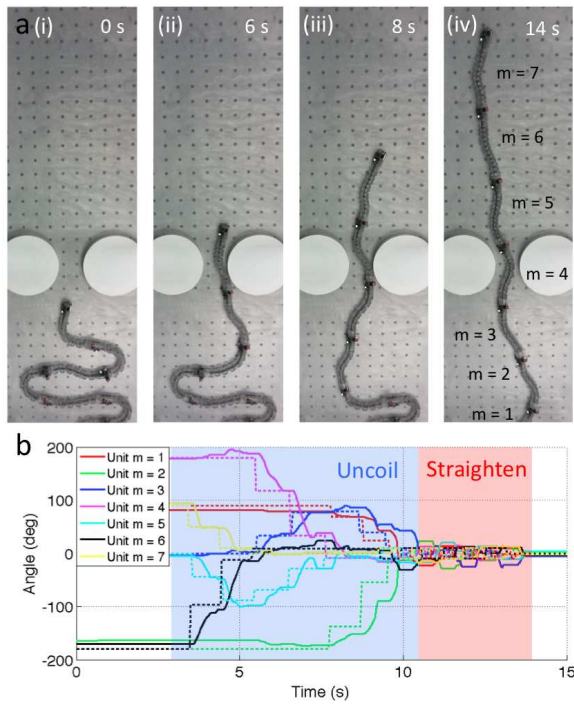 a (i) 0 s (ii) 6 s (iii) 8 s (iv) 14 s
m = 7
m = 6
m = 5
m = 4
m = 3
m = 2
m = 1
b
200
100
0
-100
-200
Angle (deg)
Unit m = 1
Unit m = 2
Unit m = 3
Unit m = 4
Unit m = 5
Unit m = 6
Unit m = 7
Uncoil Straighten
0 5 10 15
Time (s)